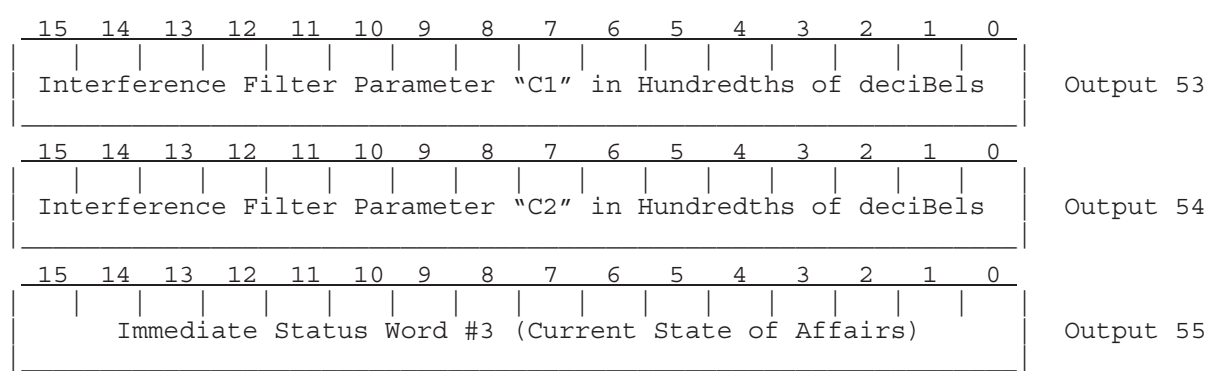 15 14 13 12 11 10 9 8 7 6 5 4 3 2 1 0
Interference Filter Parameter “C1” in Hundredths of deciBels Output 53
15 14 13 12 11 10 9 8 7 6 5 4 3 2 1 0
Interference Filter Parameter “C2” in Hundredths of deciBels Output 54
15 14 13 12 11 10 9 8 7 6 5 4 3 2 1 0
Immediate Status Word #3 (Current State of Affairs) Output 55